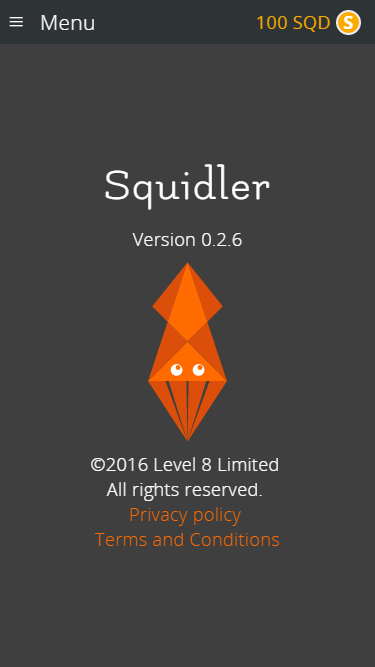 Menu
100 SQD S
Squidler
Version 0.2.6
©2016 Level 8 Limited
All rights reserved.
Privacy policy
Terms and Conditions